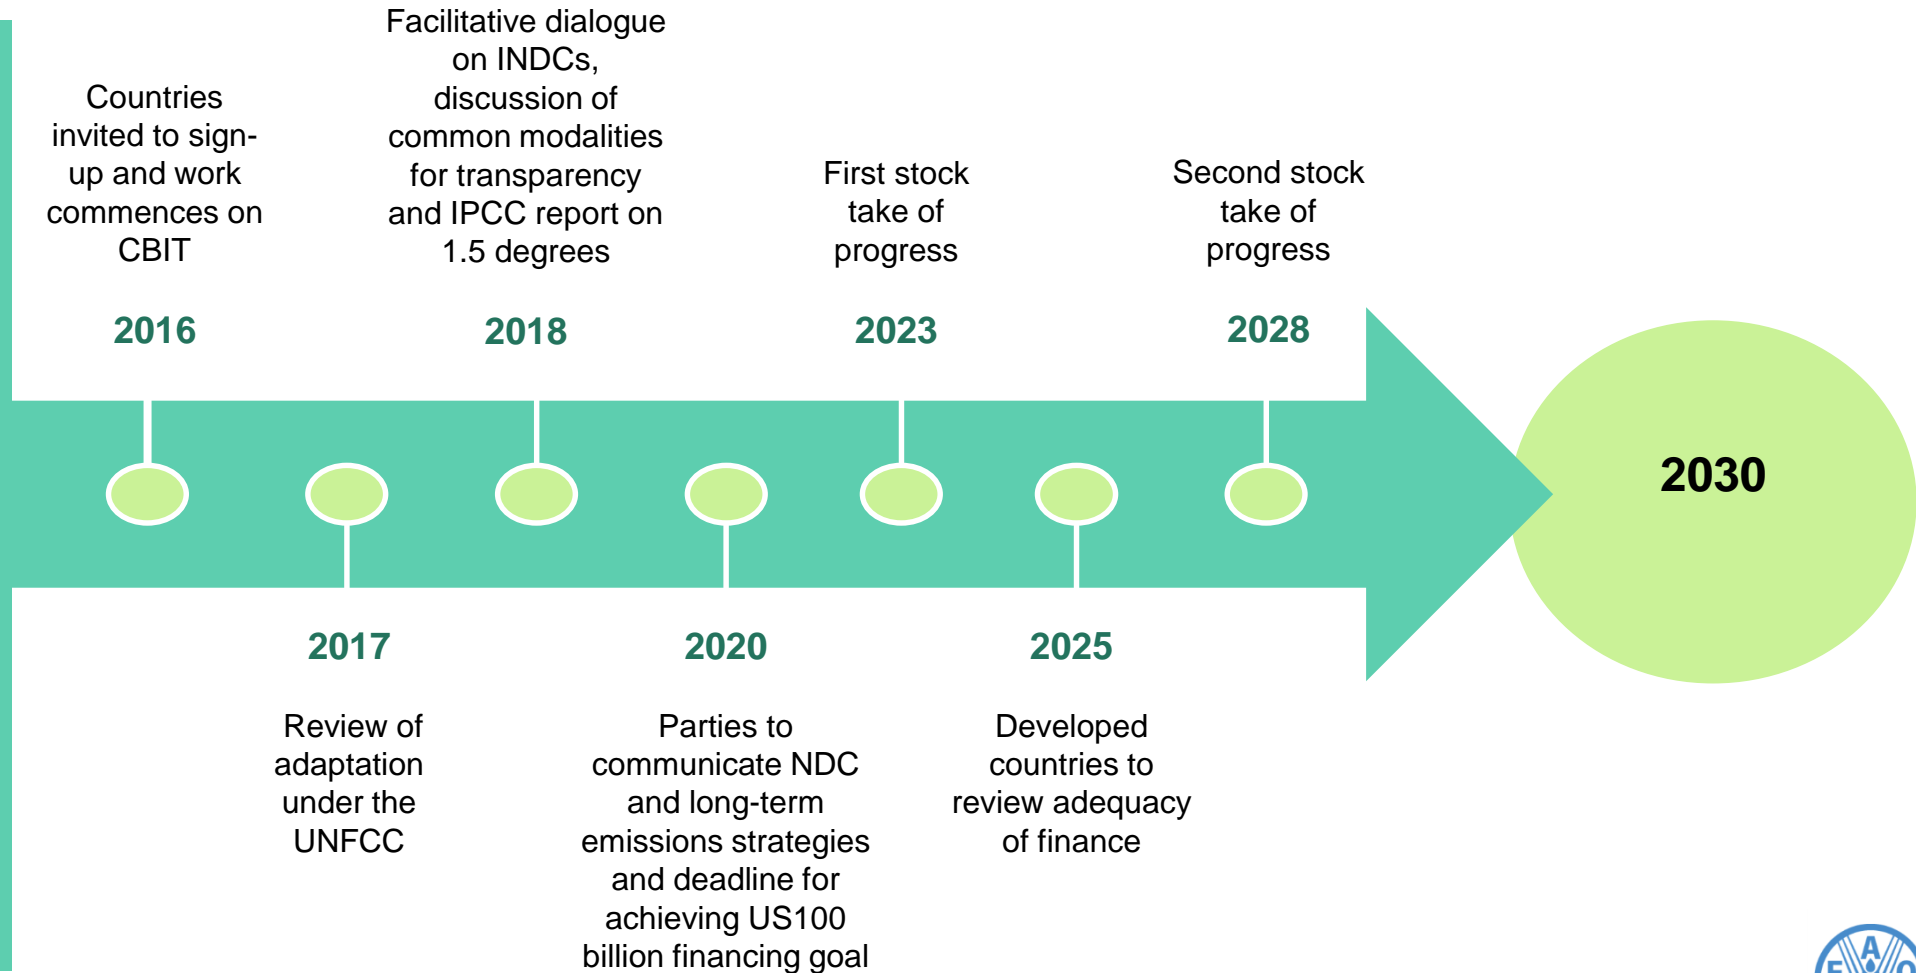 Countries
invited to sign-
up and work
commences on
CBIT
2016
Facilitative dialogue
on INDCs,
discussion of
common modalities
for transparency
and IPCC report on
1.5 degrees
2018
First stock
take of
progress
2023
Second stock
take of
progress
2028
2030
2017
Review of
adaptation
under the
UNFCC
2020
Parties to
communicate NDC
and long-term
emissions strategies
and deadline for
achieving US100
billion financing goal
2025
Developed
countries to
review adequacy
of finance
F A O